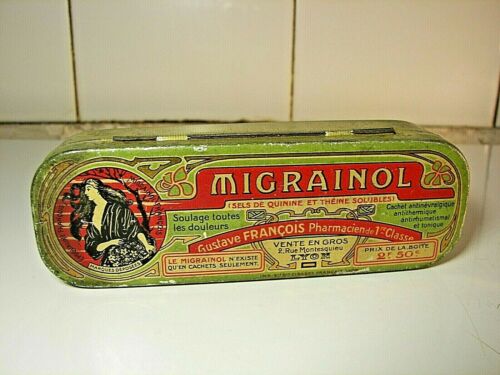 MIGRAINOL
(SELS DE QUININE ET THÉINE SOLUBLES)
Soulage toutes
les douleurs
Cachet antinévralgique
antithermique
antirhumatismal
et tonique
Gustave FRANÇOIS Pharmacien de 1re Classe
LE MIGRAINOL N'EXISTE
QU'EN CACHETS SEULEMENT.
VENTE EN GROS
2, Rue Montesquieu
LYON
PRIX DE LA BOITE
2F 50c
MARQUES DÉPOSÉES